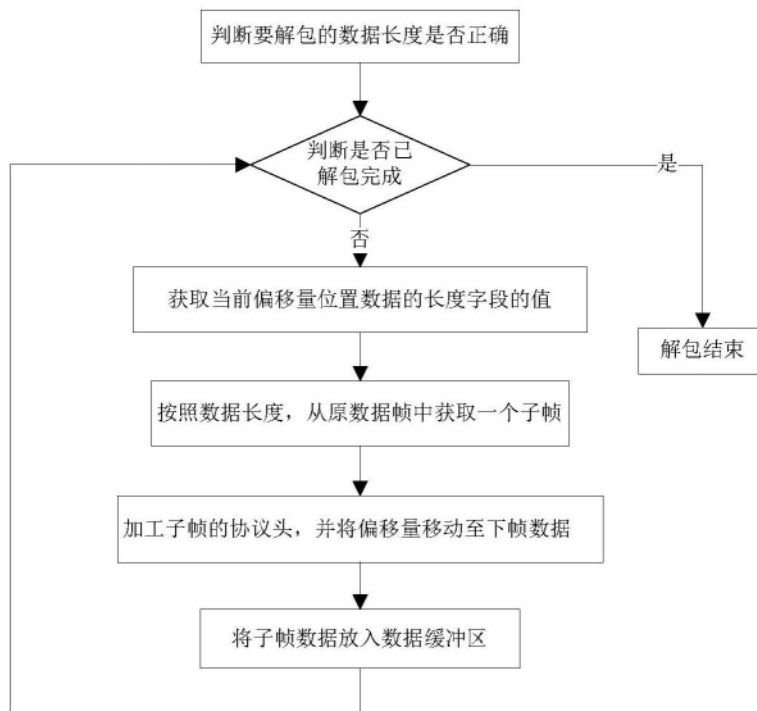 判断要解包的数据长度是否正确
判断是否已
解包完成
是
否
获取当前偏移量位置数据的长度字段的值
解包结束
按照数据长度，从原数据帧中获取一个子帧
加工子帧的协议头，并将偏移量移动至下帧数据
将子帧数据放入数据缓冲区